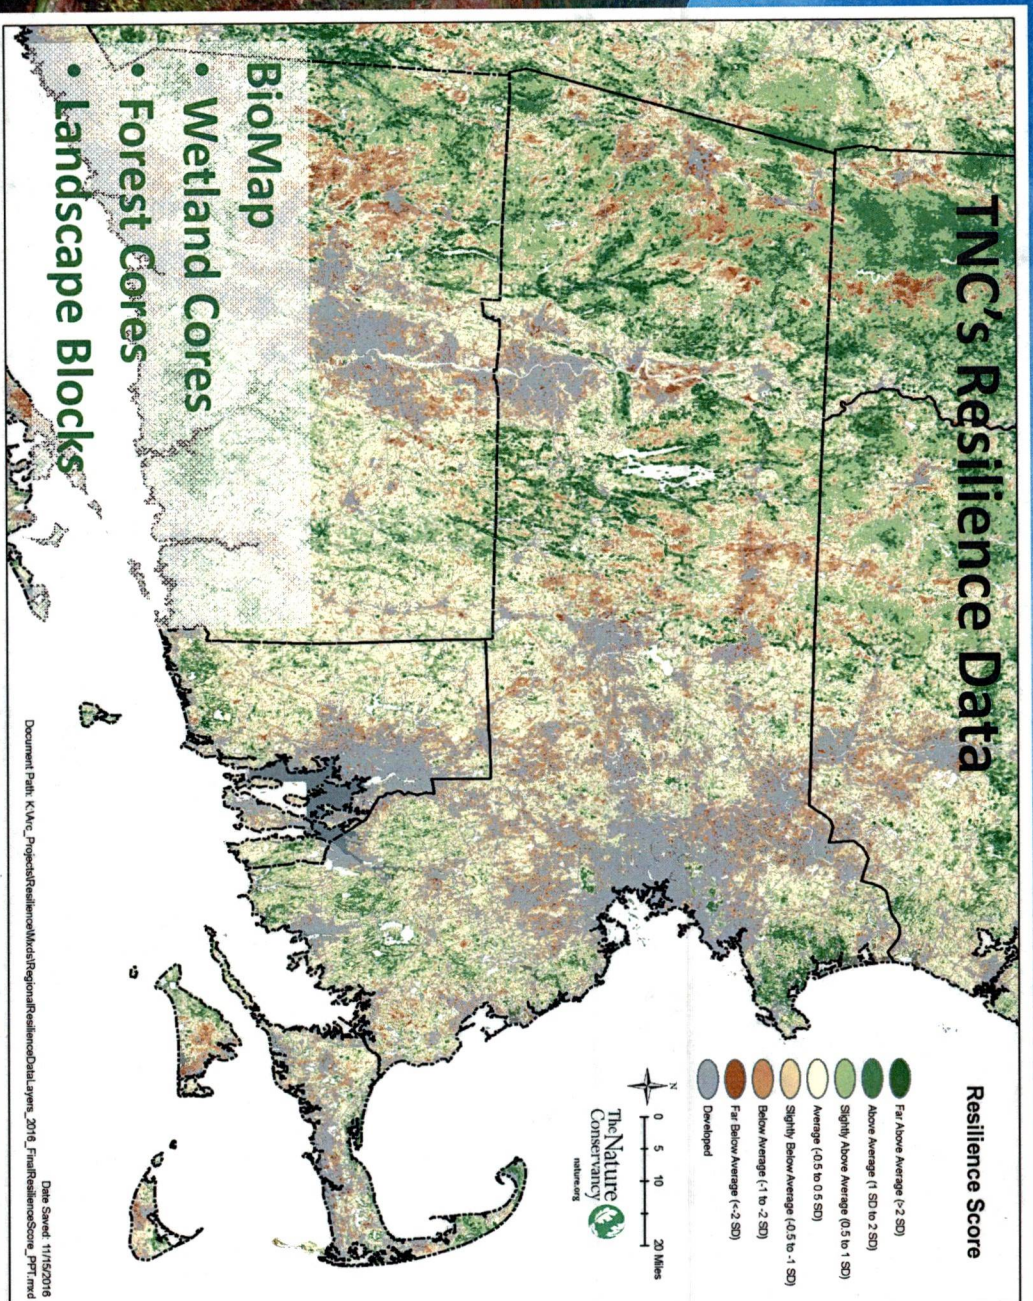 TNC's Resilience Data
Resilience Score
Far Above Average (>2 SD)
Above Average (1 SD to 2 SD)
Slightly Above Average (0.5 to 1 SD)
Average (-0.5 to 0.5 SD)
Slightly Below Average (-0.5 to -1 SD)
Below Average (-1 to -2 SD)
Far Below Average (<-2 SD)
Developed
N
0 5 10 20 Miles
The Nature
Conservancy
nature.org
BioMap
• Wetland Cores
• Forest Cores
• Landscape Blocks
Date Saved: 11/15/2016
Document Path: K:\Arc_Projects\Resilience\Mxds\RegionalResilienceDataLayers_2016_FinalResilienceScore_PPT.mxd